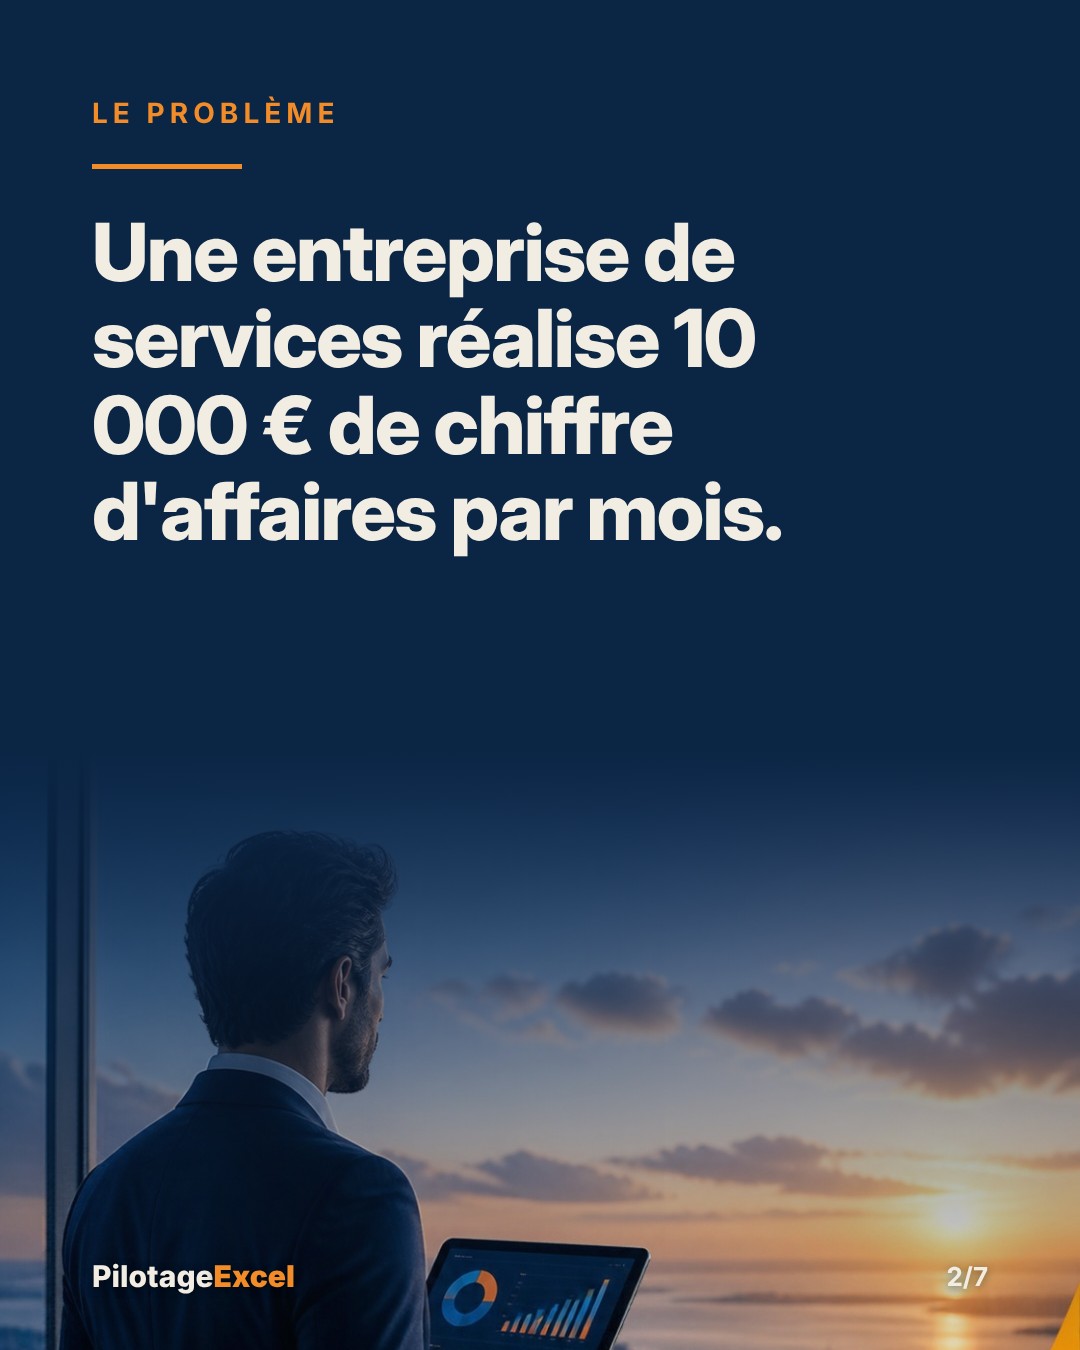 LE PROBLÈME
Une entreprise de
services réalise 10
000 € de chiffre
d'affaires par mois.
PilotageExcel
2/7